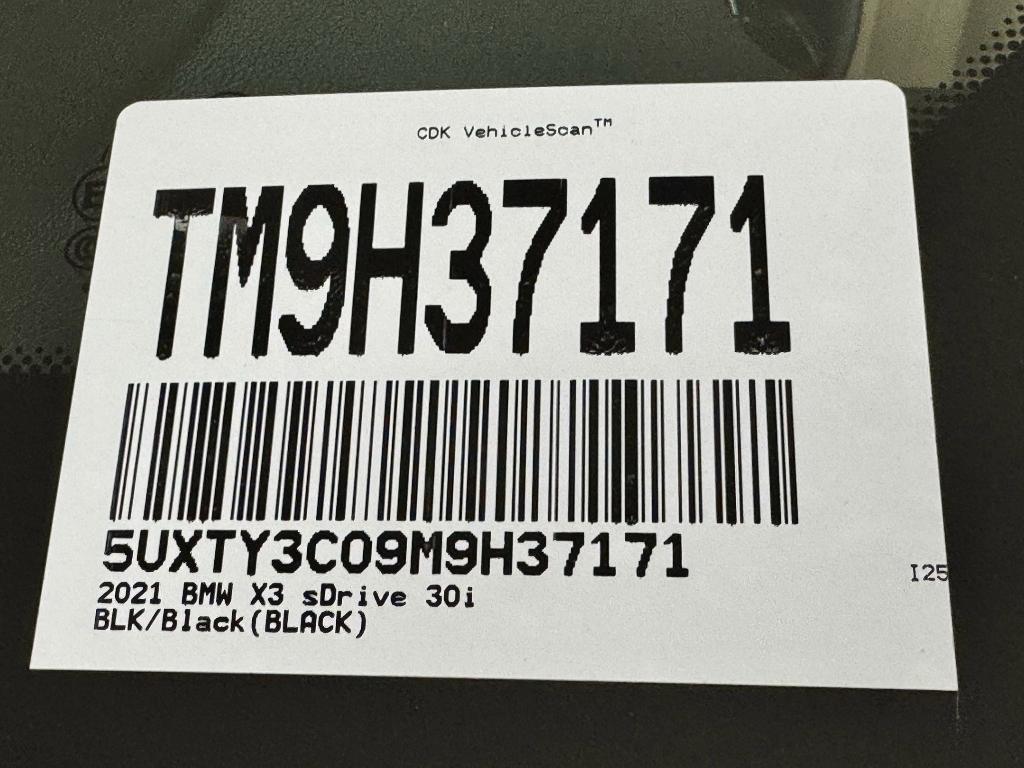 CDK VehicleScan™
TM9H37171
5UXTY3C09M9H37171
I25
2021 BMW X3 sDrive 30i
BLK/Black(BLACK)